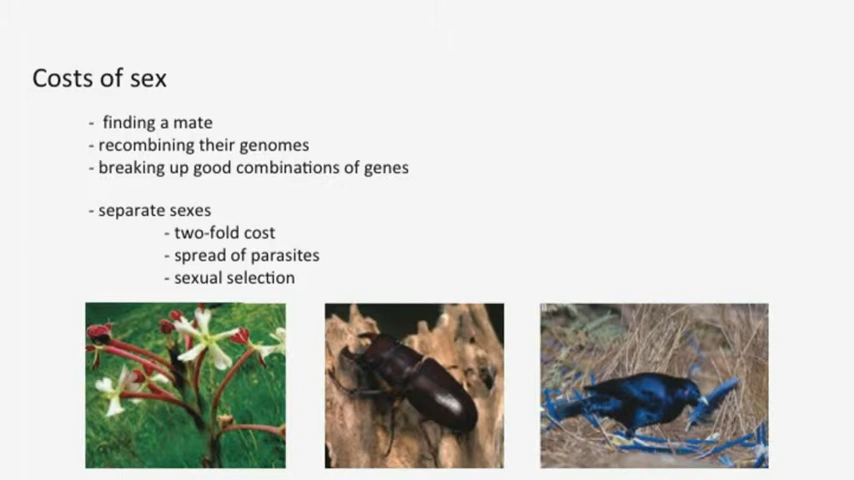 Costs of sex
- finding a mate
- recombining their genomes
- breaking up good combinations of genes
- separate sexes
- two-fold cost
- spread of parasites
- sexual selection